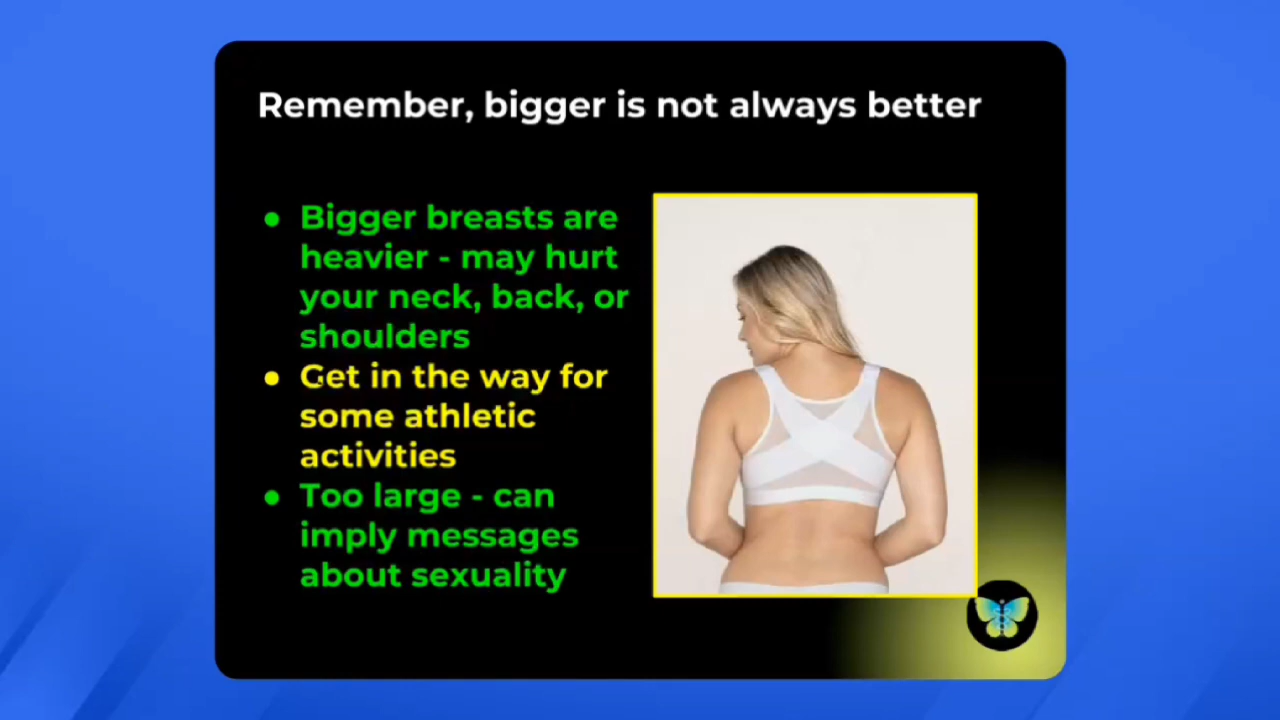 Remember, bigger is not always better
● Bigger breasts are
heavier - may hurt
your neck, back, or
shoulders
● Get in the way for
some athletic
activities
● Too large - can
imply messages
about sexuality